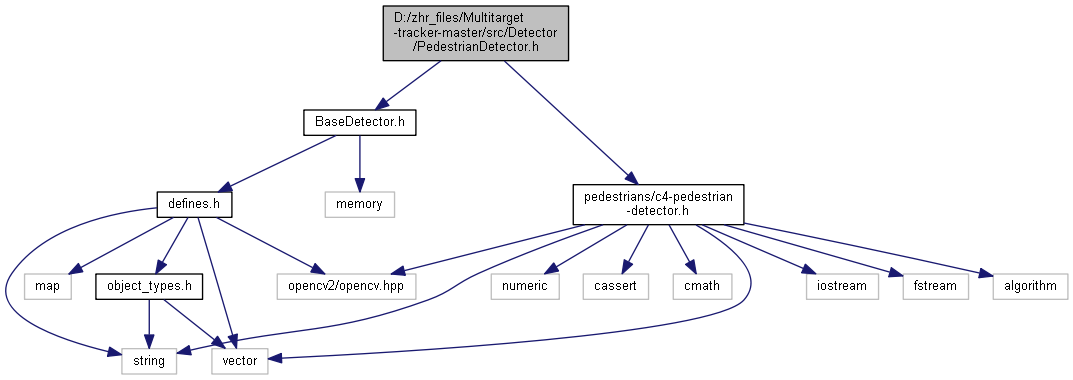 D:/zhr_files/Multitarget
-tracker-master/src/Detector
/PedestrianDetector.h
BaseDetector.h
defines.h
memory
pedestrians/c4-pedestrian
-detector.h
map
object_types.h
opencv2/opencv.hpp
numeric
cassert
cmath
iostream
fstream
algorithm
string
vector